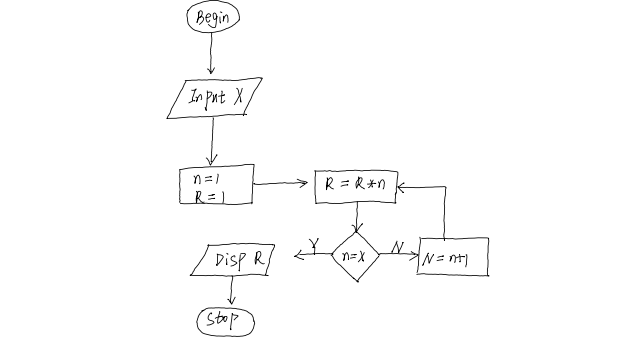 Begin
Input X
n=1
R=1
R = R*n
n=x
Y
N
N=n+1
Disp R
Stop